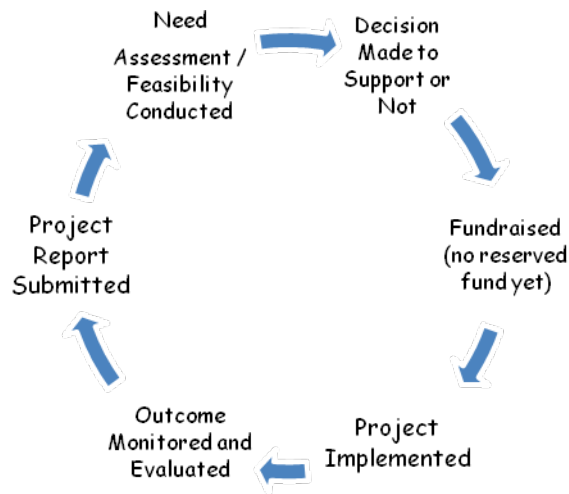 Need
Assessment /
Feasibility
Conducted
Decision
Made to
Support or
Not
Fundraised
(no reserved
fund yet)
Project
Implemented
Outcome
Monitored and
Evaluated
Project
Report
Submitted